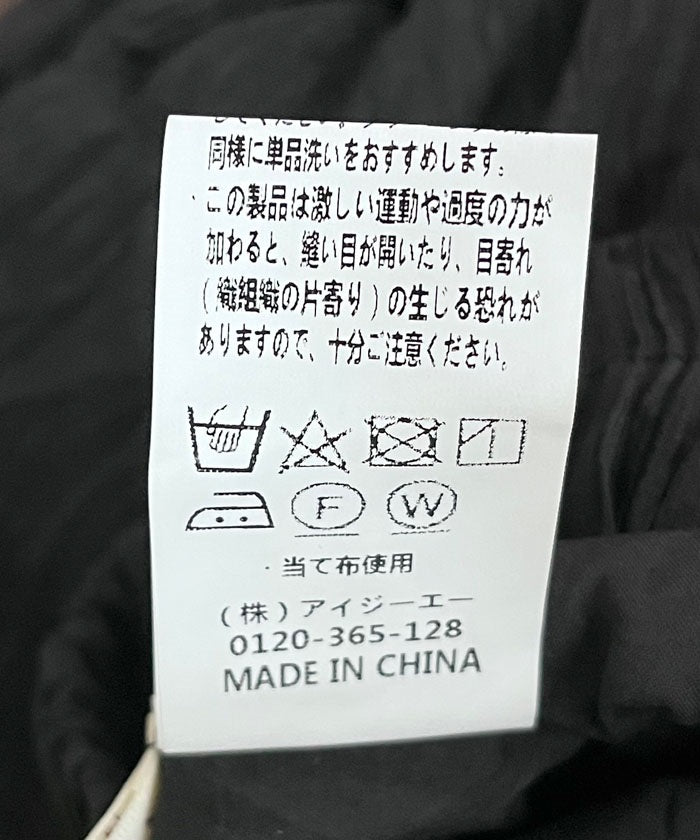 同様に単品洗いをおすすめします。
・この製品は激しい運動や過度の力が
加わると、縫い目が開いたり、目寄れ
(織組織の片寄り)の生じる恐れが
ありますので、十分ご注意ください。
F W
・当て布使用
(株)アイジーエー
0120-365-128
MADE IN CHINA